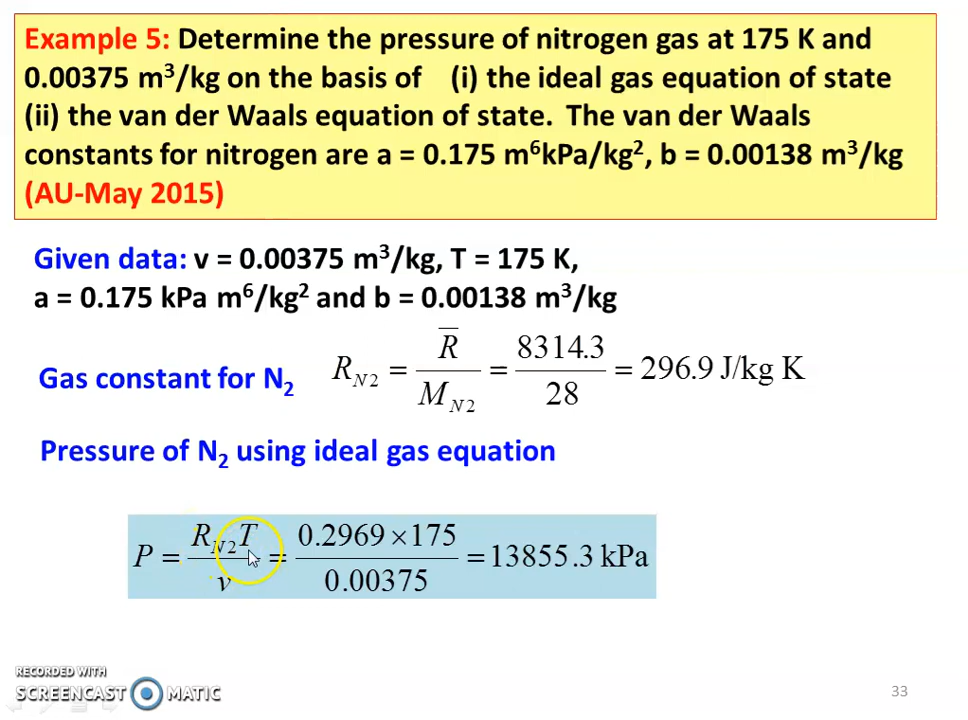 Example 5: Determine the pressure of nitrogen gas at 175 K and
0.00375 m³/kg on the basis of (i) the ideal gas equation of state
(ii) the van der Waals equation of state. The van der Waals
constants for nitrogen are a = 0.175 m⁶kPa/kg², b = 0.00138 m³/kg
(AU-May 2015)
Given data: v = 0.00375 m³/kg, T = 175 K,
a = 0.175 kPa m⁶/kg² and b = 0.00138 m³/kg
Gas constant for N₂ R_N2 = R̅ / M_N2 = 8314.3 / 28 = 296.9 J/kg K
Pressure of N₂ using ideal gas equation
P = R_N2 T / v = 0.2969 × 175 / 0.00375 = 13855.3 kPa
RECORDED WITH
SCREENCAST MATIC
33